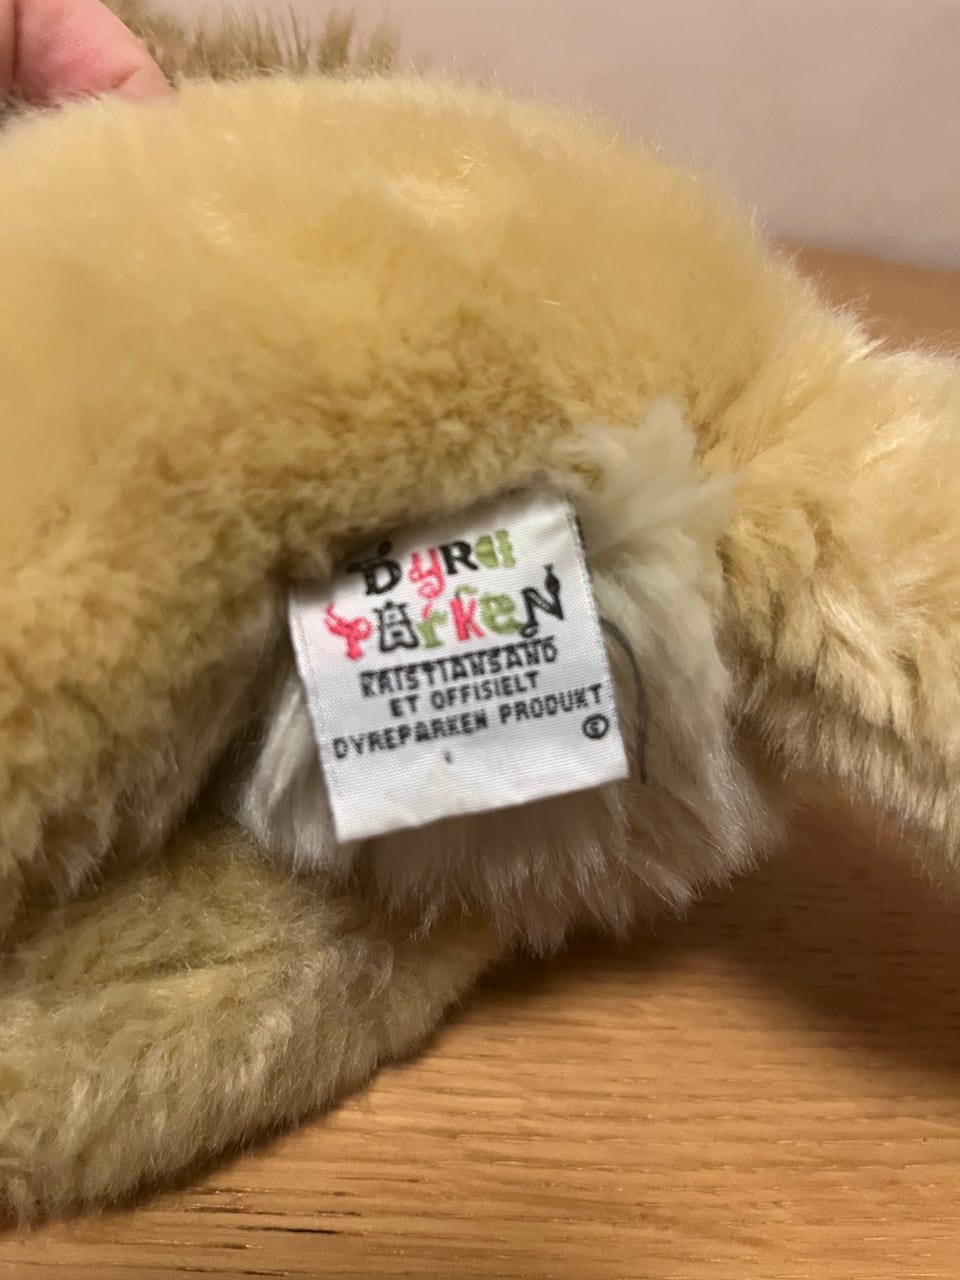 DyRe
PARKEN
KRISTIANSAND
ET OFFISIELT
DYREPARKEN PRODUKT
©